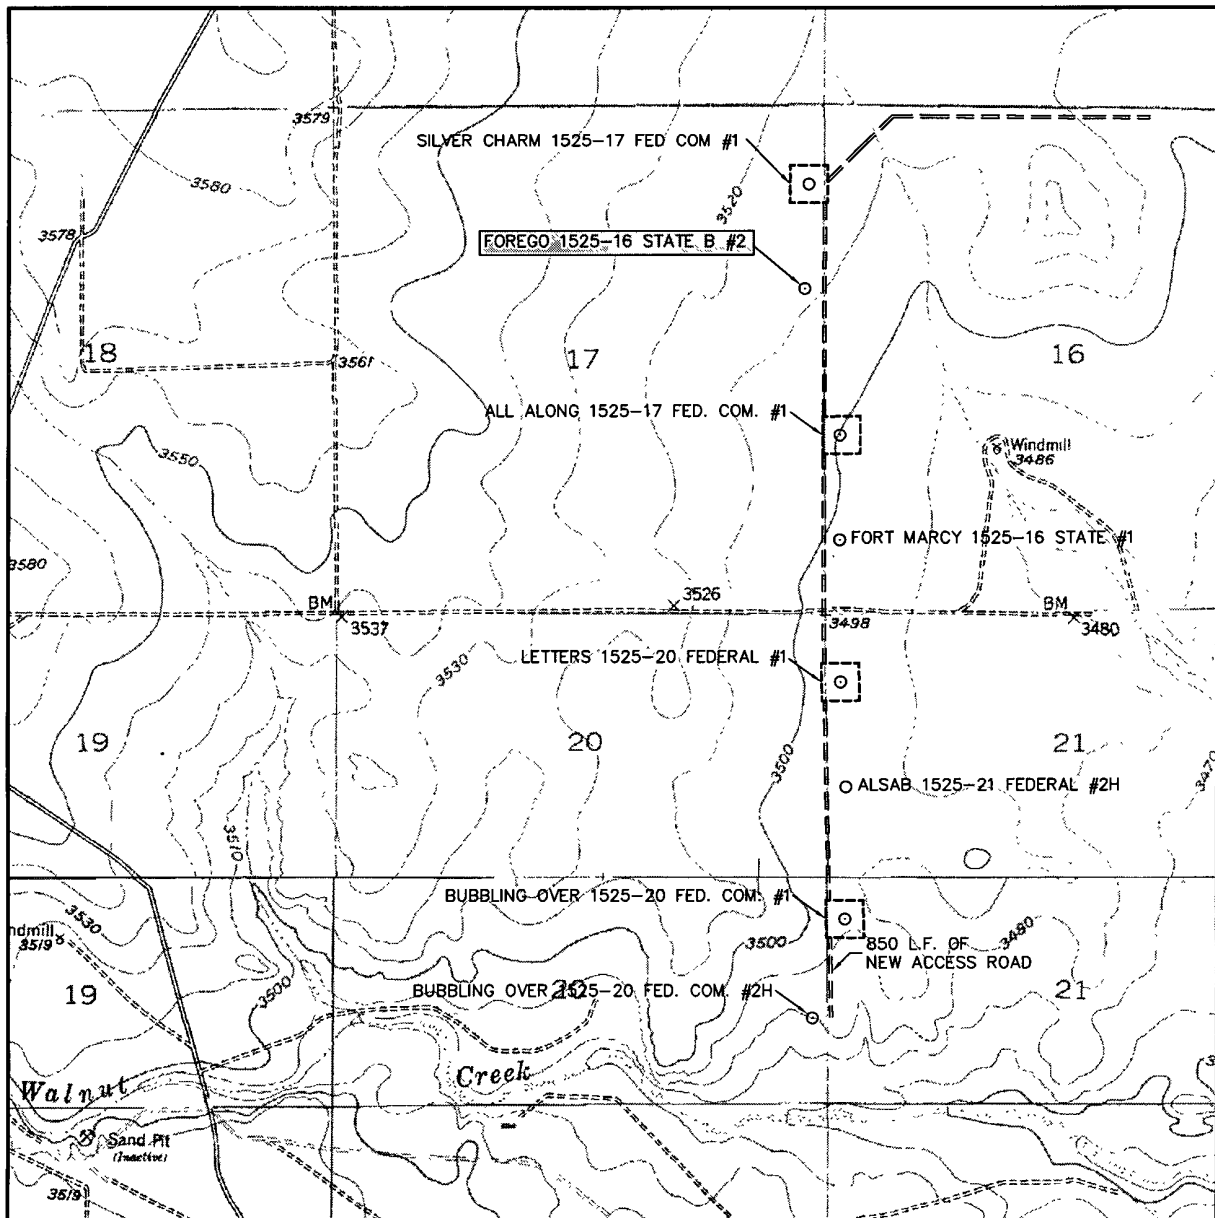 3579
SILVER CHARM 1525-17 FED COM #1
3580
3520
3578
FOREGO 1525-16 STATE B #2
18
3561
17
16
ALL ALONG 1525-17 FED. COM. #1
3550
Windmill
3486
FORT MARCY 1525-16 STATE #1
3580
BM
3526
BM
3537
3498
3480
LETTERS 1525-20 FEDERAL #1
3530
19
20
21
3500
3470
ALSAB 1525-21 FEDERAL #2H
3510
BUBBLING OVER 1525-20 FED. COM. #1
3530
ndmill
3519
3500
3480
850 L.F. OF
NEW ACCESS ROAD
19
3500
20
21
BUBBLING OVER 1525-20 FED. COM. #2H
Walnut Creek
Sand Pit
(Inactive)
3519